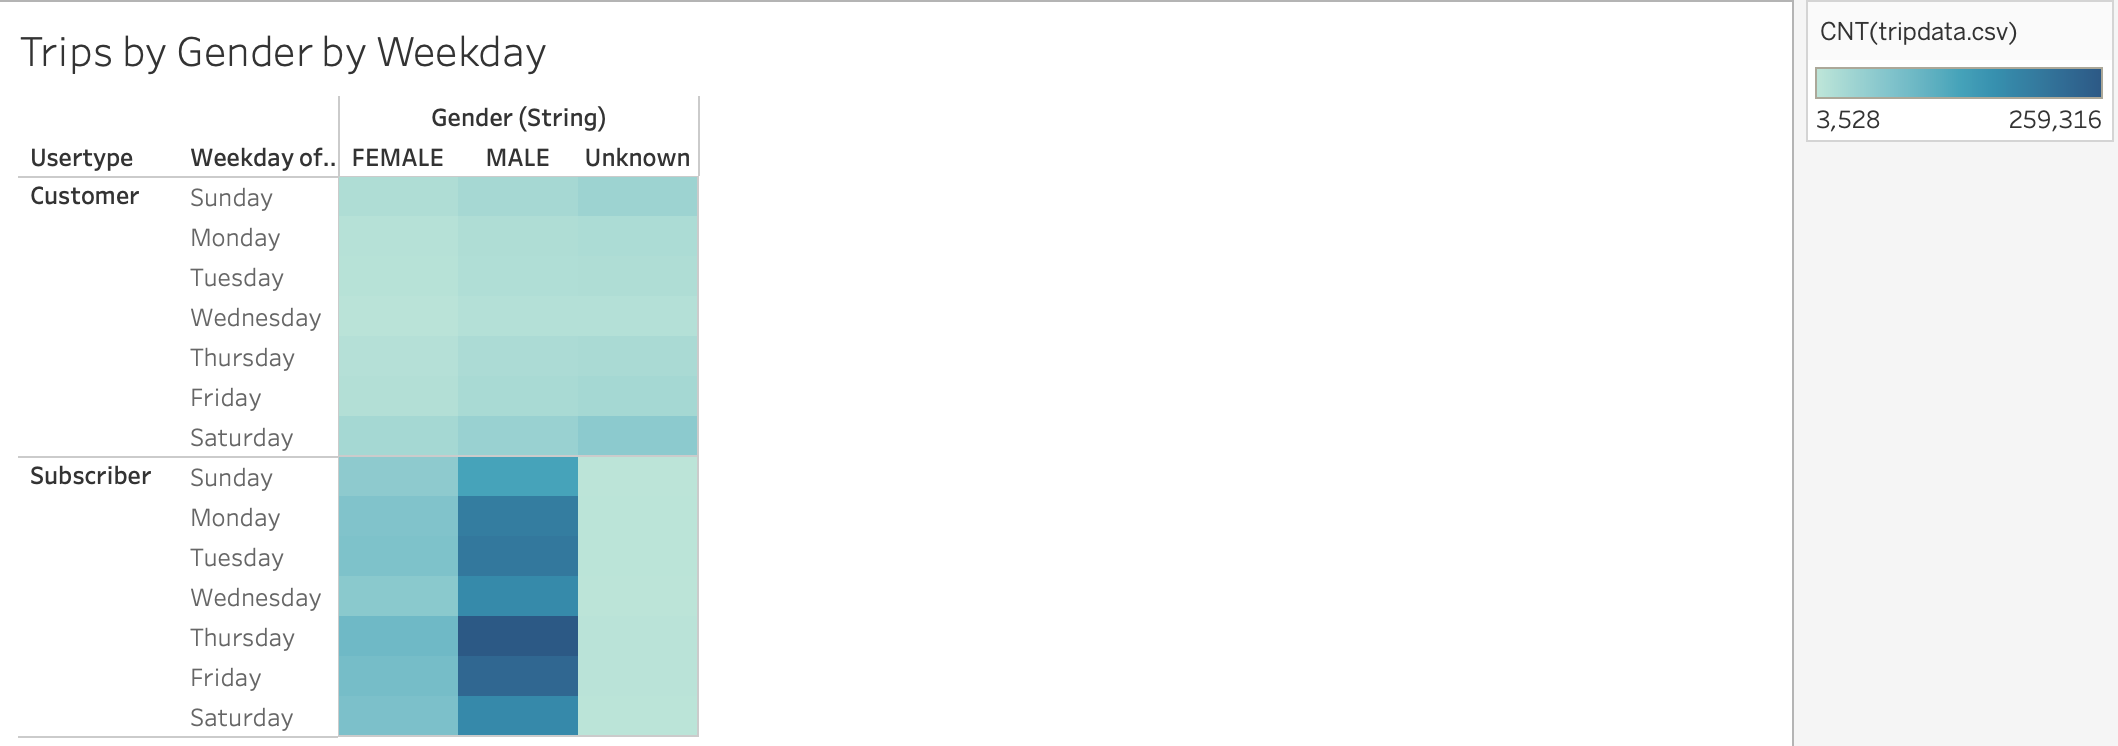 Trips by Gender by Weekday
CNT(tripdata.csv)
3,528 259,316
Gender (String)
Usertype Weekday of.. FEMALE MALE Unknown
Customer Sunday
Monday
Tuesday
Wednesday
Thursday
Friday
Saturday
Subscriber Sunday
Monday
Tuesday
Wednesday
Thursday
Friday
Saturday